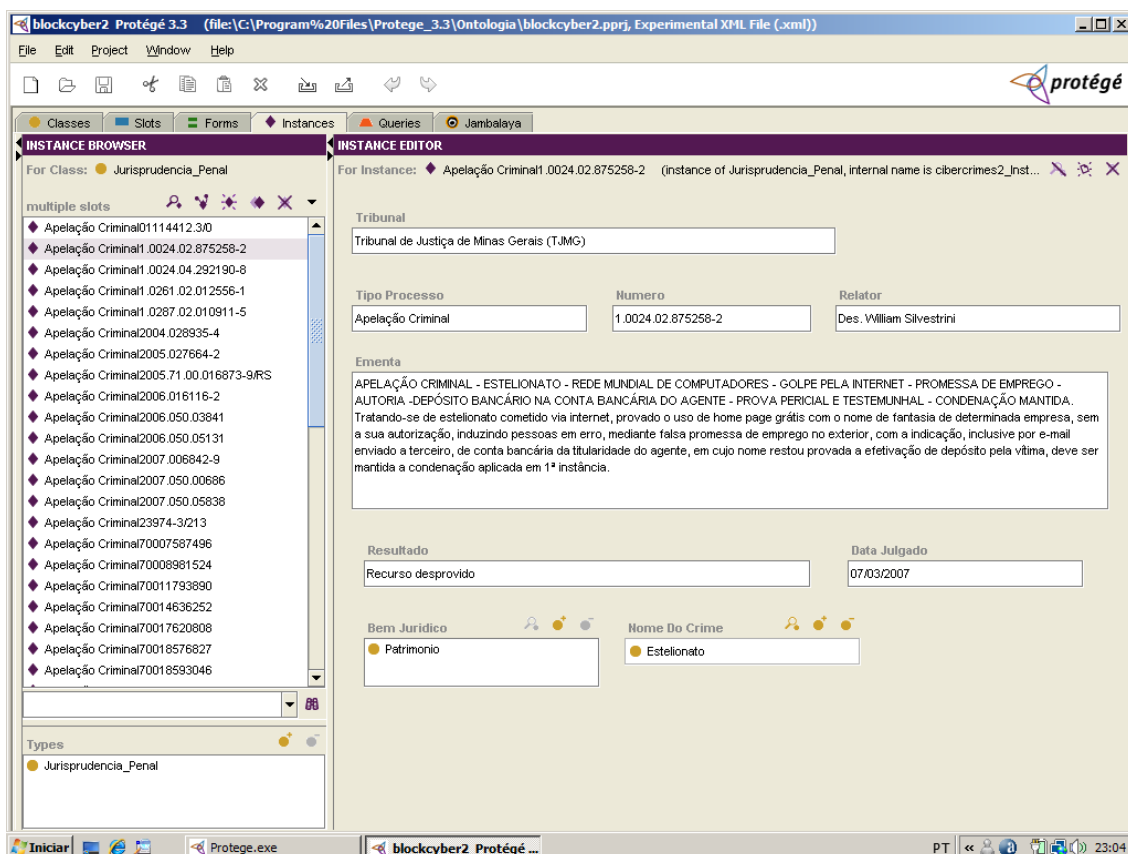 blockcyber2 Protégé 3.3 (file:\C:\Program%20Files\Protege_3.3\Ontologia\blockcyber2.pprj, Experimental XML File (.xml))
File Edit Project Window Help
protégé
Classes Slots Forms Instances Queries Jambalaya
INSTANCE BROWSER
For Class: Jurisprudencia_Penal
multiple slots
Apelação Criminal01114412.3/0
Apelação Criminal1.0024.02.875258-2
Apelação Criminal1.0024.04.292190-8
Apelação Criminal1.0261.02.012556-1
Apelação Criminal1.0287.02.010911-5
Apelação Criminal2004.028935-4
Apelação Criminal2005.027664-2
Apelação Criminal2005.71.00.016873-9/RS
Apelação Criminal2006.016116-2
Apelação Criminal2006.050.03841
Apelação Criminal2006.050.05131
Apelação Criminal2007.006842-9
Apelação Criminal2007.050.00686
Apelação Criminal2007.050.05838
Apelação Criminal23974-3/213
Apelação Criminal70007587496
Apelação Criminal70008981524
Apelação Criminal70011793890
Apelação Criminal70014636252
Apelação Criminal70017620808
Apelação Criminal70018576827
Apelação Criminal70018593046
Types
Jurisprudencia_Penal
INSTANCE EDITOR
For Instance: Apelação Criminal1.0024.02.875258-2 (instance of Jurisprudencia_Penal, internal name is cibercrimes2_Inst...
Tribunal
Tribunal de Justiça de Minas Gerais (TJMG)
Tipo Processo Numero Relator
Apelação Criminal 1.0024.02.875258-2 Des. William Silvestrini
Ementa
APELAÇÃO CRIMINAL - ESTELIONATO - REDE MUNDIAL DE COMPUTADORES - GOLPE PELA INTERNET - PROMESSA DE EMPREGO -
AUTORIA -DEPÓSITO BANCÁRIO NA CONTA BANCÁRIA DO AGENTE - PROVA PERICIAL E TESTEMUNHAL - CONDENAÇÃO MANTIDA.
Tratando-se de estelionato cometido via internet, provado o uso de home page grátis com o nome de fantasia de determinada empresa, sem
a sua autorização, induzindo pessoas em erro, mediante falsa promessa de emprego no exterior, com a indicação, inclusive por e-mail
enviado a terceiro, de conta bancária da titularidade do agente, em cujo nome restou provada a efetivação de depósito pela vítima, deve ser
mantida a condenação aplicada em 1ª instância.
Resultado Data Julgado
Recurso desprovido 07/03/2007
Bem Juridico Nome Do Crime
Patrimonio Estelionato
Iniciar Protege.exe blockcyber2 Protégé ... PT « 23:04